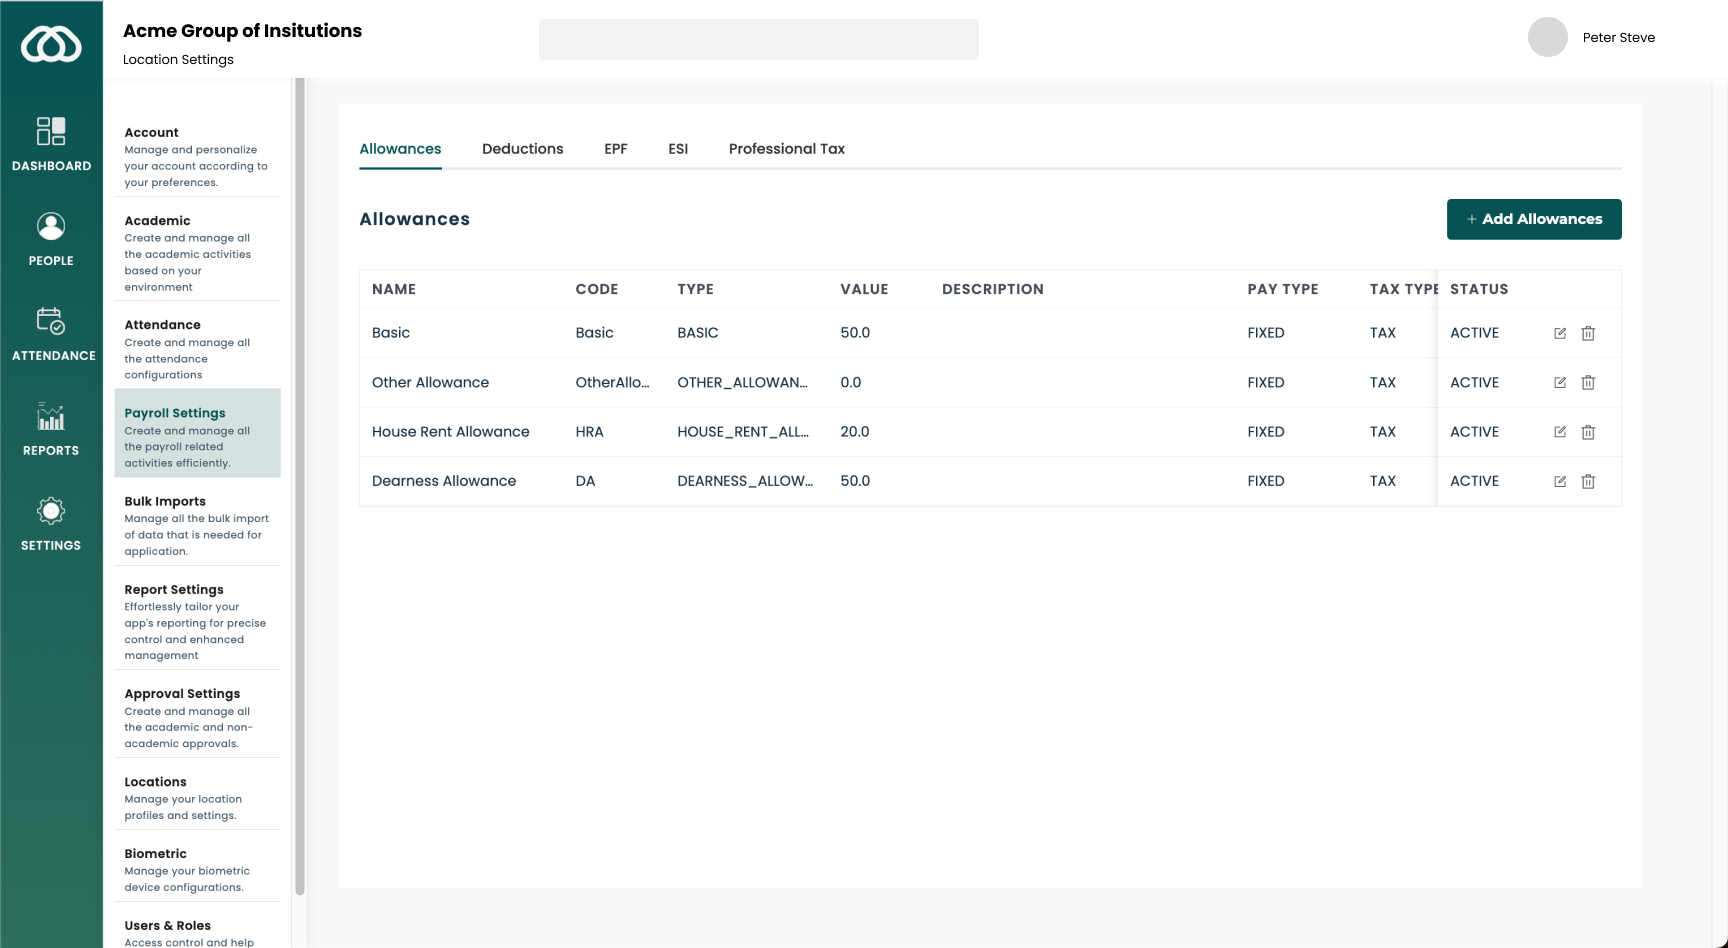 Acme Group of Insitutions
Location Settings
Peter Steve
DASHBOARD
PEOPLE
ATTENDANCE
REPORTS
SETTINGS
Account
Manage and personalize
your account according to
your preferences.
Academic
Create and manage all
the academic activities
based on your
environment
Attendance
Create and manage all
the attendance
configurations
Payroll Settings
Create and manage all
the payroll related
activities efficiently.
Bulk Imports
Manage all the bulk import
of data that is needed for
application.
Report Settings
Effortlessly tailor your
app's reporting for precise
control and enhanced
management
Approval Settings
Create and manage all
the academic and non-
academic approvals.
Locations
Manage your location
profiles and settings.
Biometric
Manage your biometric
device configurations.
Users & Roles
Access control and help
Allowances Deductions EPF ESI Professional Tax
Allowances
+ Add Allowances
NAME CODE TYPE VALUE DESCRIPTION PAY TYPE TAX TYPE STATUS
Basic Basic BASIC 50.0 FIXED TAX ACTIVE
Other Allowance OtherAllo... OTHER_ALLOWAN... 0.0 FIXED TAX ACTIVE
House Rent Allowance HRA HOUSE_RENT_ALL... 20.0 FIXED TAX ACTIVE
Dearness Allowance DA DEARNESS_ALLOW... 50.0 FIXED TAX ACTIVE